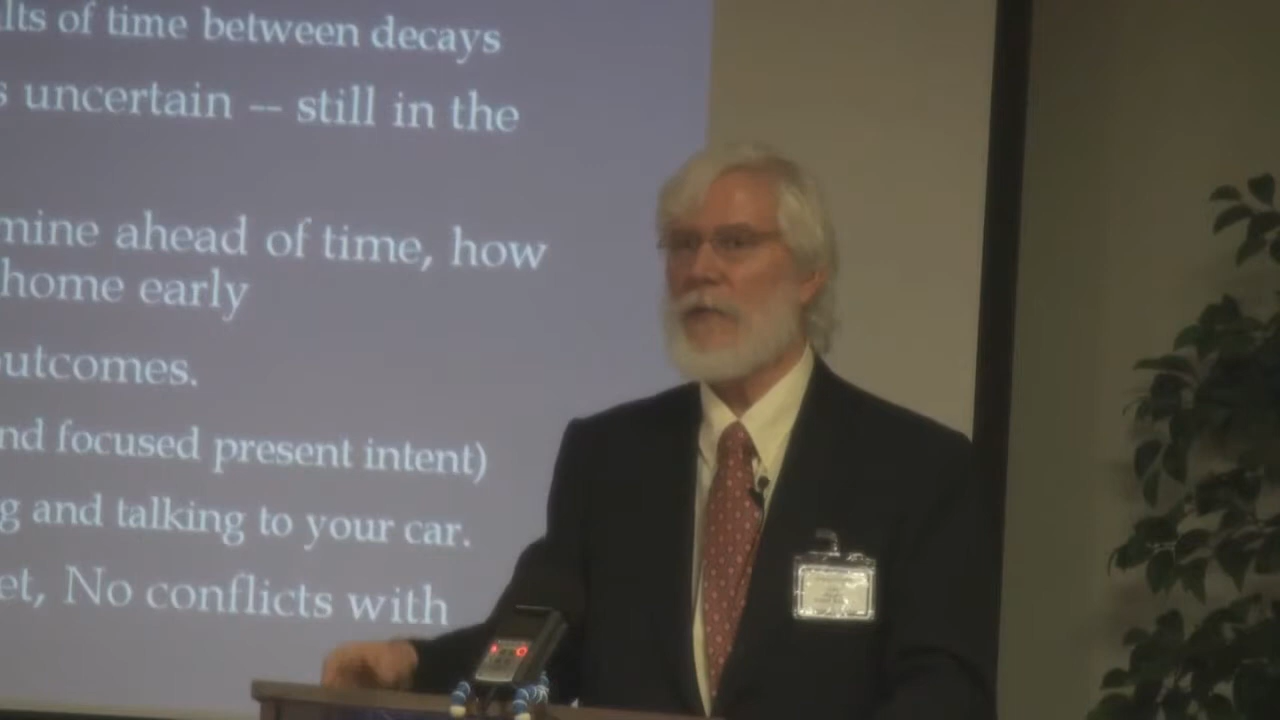 lts of time between decays
s uncertain -- still in the
mine ahead of time, how
home early
outcomes.
nd focused present intent)
g and talking to your car.
et, No conflicts with